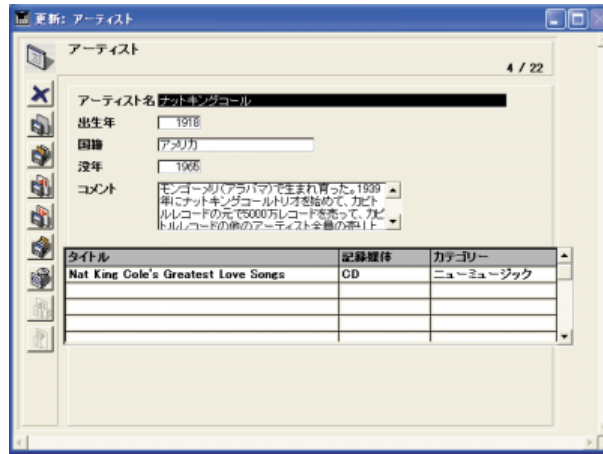 更新: アーティスト
アーティスト
4 / 22
アーティスト名 ナットキングコール
出生年 1918
国籍 アメリカ
没年 1965
コメント モンゴーメリ(アラバマ)で生まれ育った。1939
年にナットキングコールトリオを始めて、カピト
ルレコードの元で5000万レコードを売って、カピ
トルレコードの他のアーティスト全員の売上
タイトル 記録媒体 カテゴリー
Nat King Cole's Greatest Love Songs CD ニューミュージック